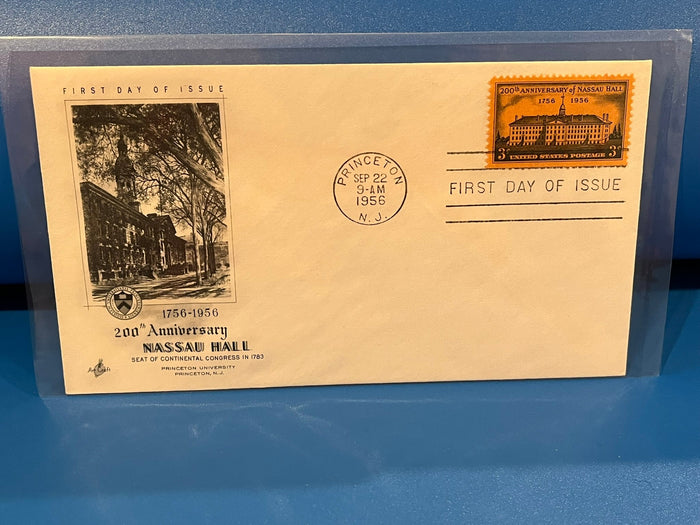 FIRST DAY OF ISSUE
1756-1956
200th Anniversary
NASSAU HALL
SEAT OF CONTINENTAL CONGRESS IN 1783
PRINCETON UNIVERSITY
PRINCETON, N.J.
Art Craft
PRINCETON
SEP 22
9-AM
1956
N. J.
200th ANNIVERSARY of NASSAU HALL
1756 1956
3¢ 3¢
UNITED STATES POSTAGE
FIRST DAY OF ISSUE